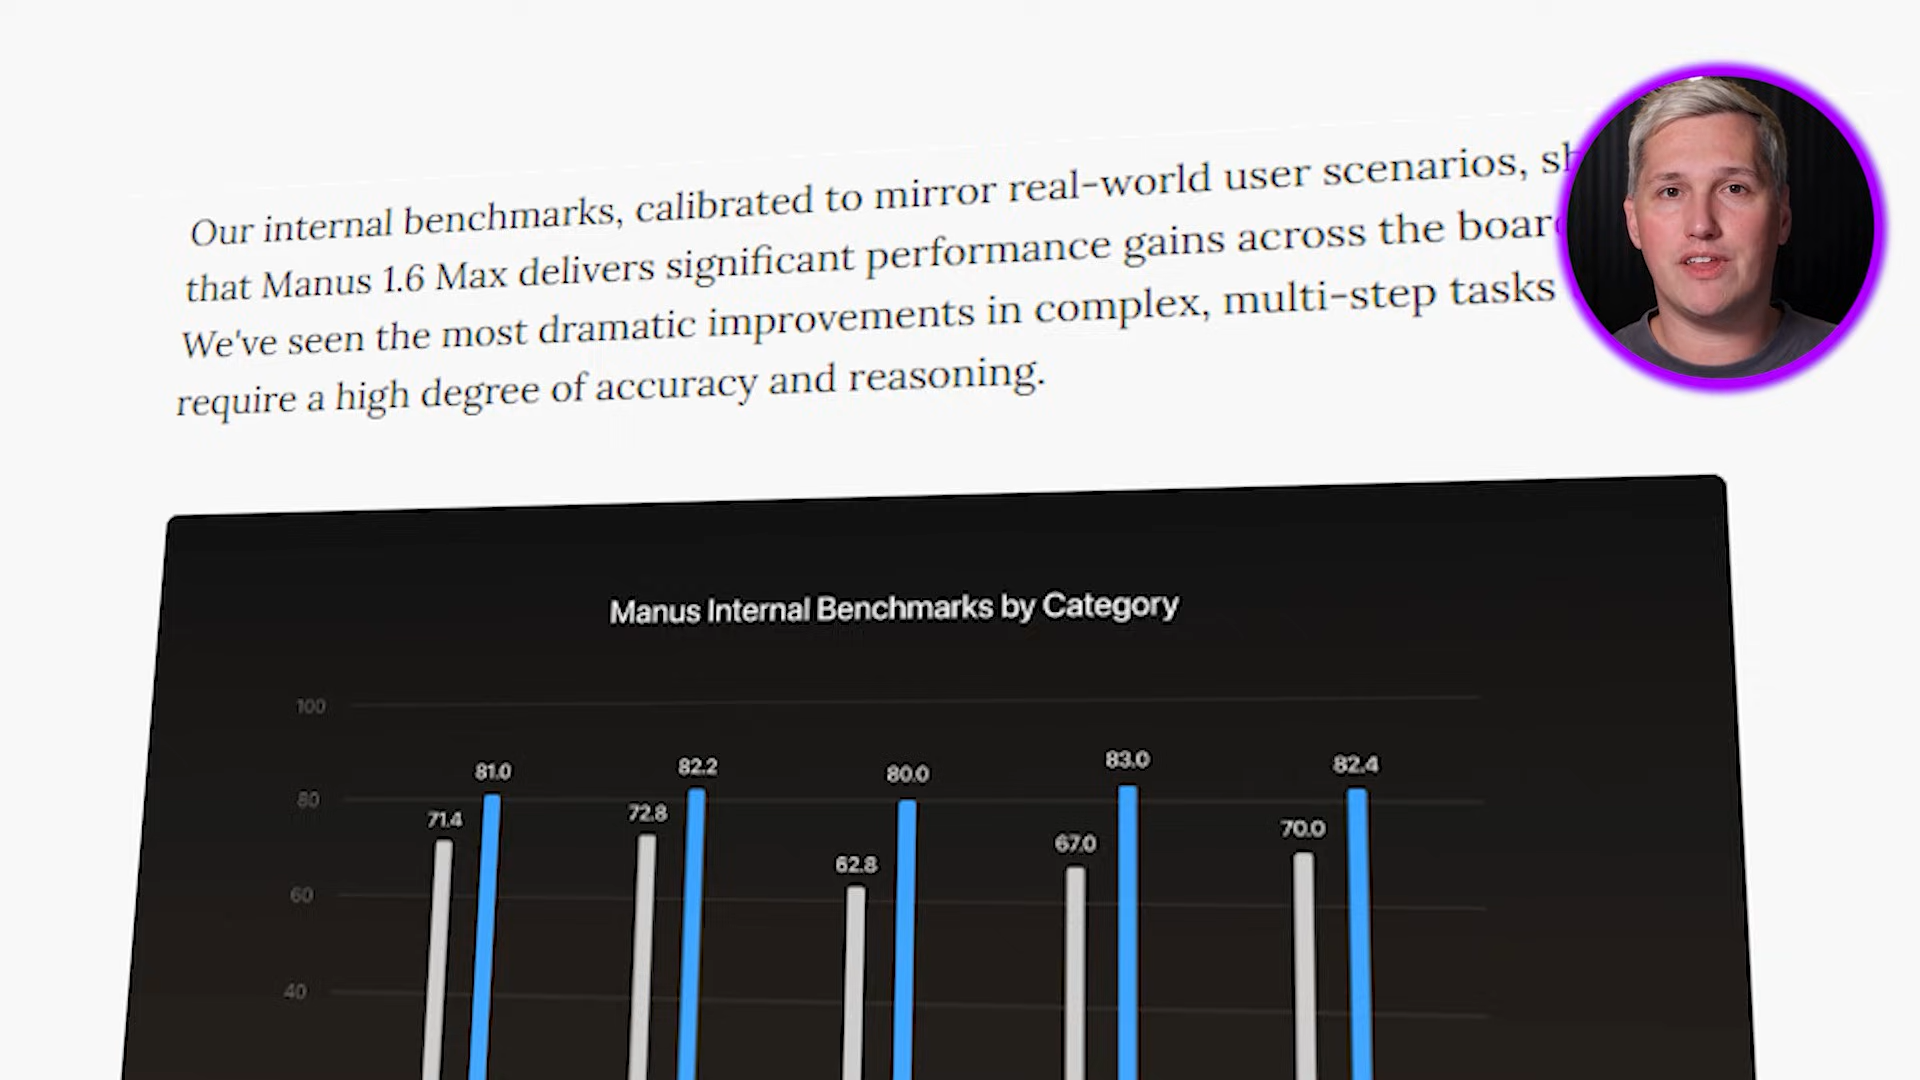 Our internal benchmarks, calibrated to mirror real-world user scenarios,
that Manus 1.6 Max delivers significant performance gains across the
We've seen the most dramatic improvements in complex, multi-step tasks
require a high degree of accuracy and reasoning.
Manus Internal Benchmarks by Category
100
81.0 82.2 80.0 83.0 82.4
80
71.4 72.8 62.8 67.0 70.0
60
40